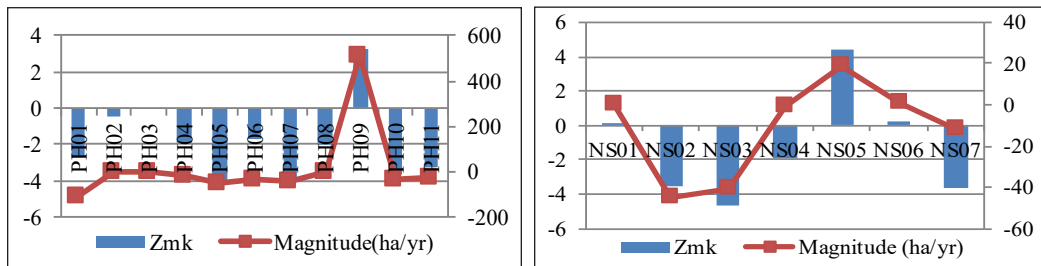 4
2
0
-2
-4
-6
600
400
200
0
-200
PH01
PH02
PH03
PH04
PH05
PH06
PH07
PH08
PH09
PH10
PH11
Zmk
Magnitude(ha/yr)
6
4
2
0
-2
-4
-6
40
20
0
-20
-40
-60
NS01 NS02 NS03 NS04 NS05 NS06 NS07
Zmk
Magnitude (ha/yr)